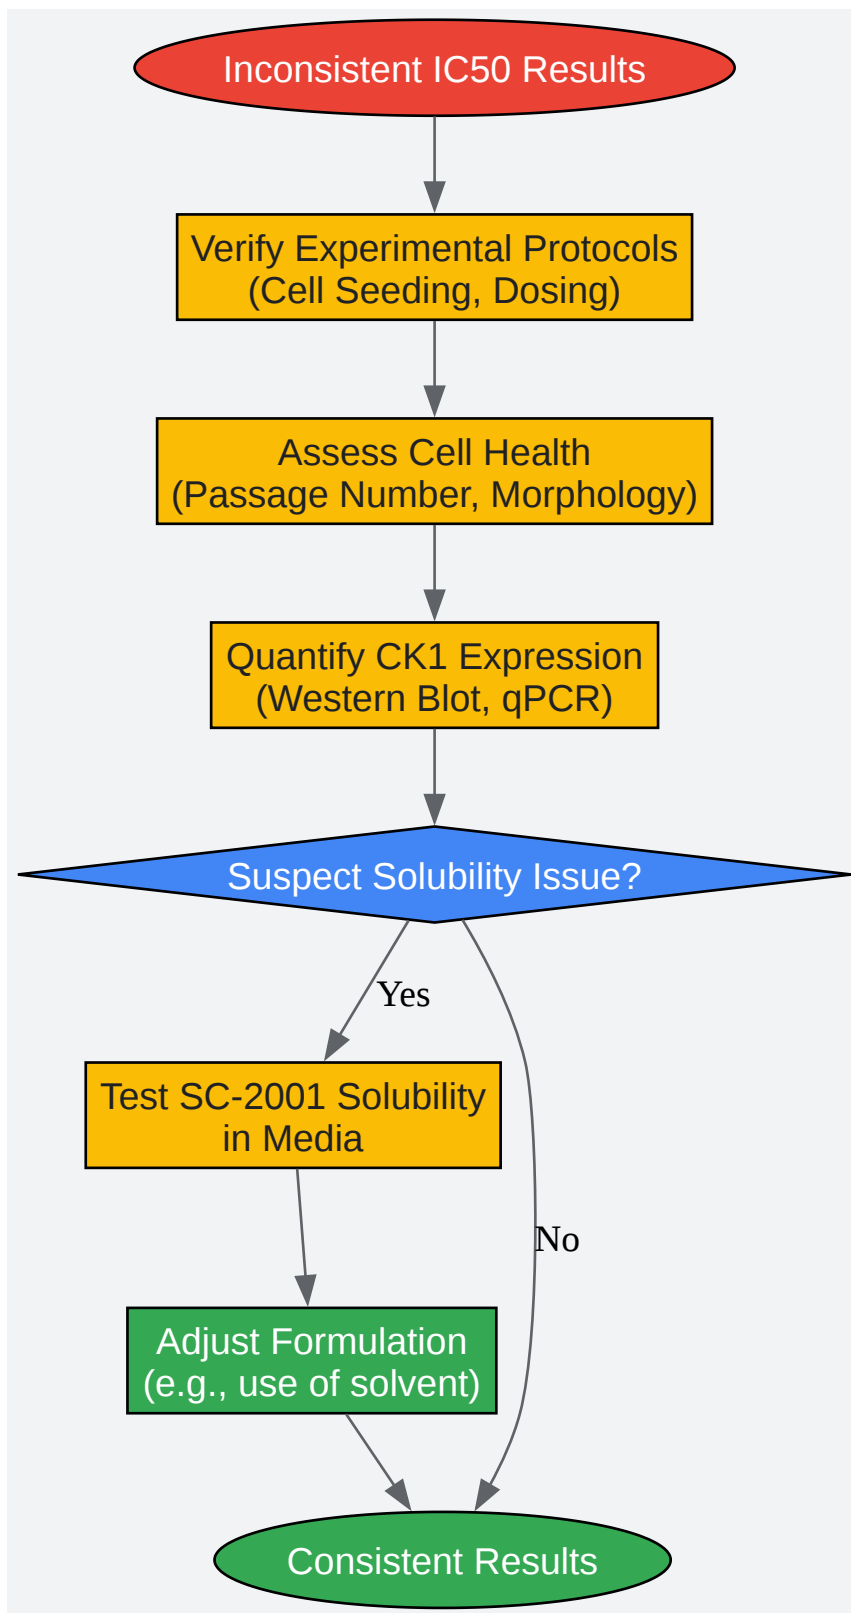 Inconsistent IC50 Results
Verify Experimental Protocols
(Cell Seeding, Dosing)
Assess Cell Health
(Passage Number, Morphology)
Quantify CK1 Expression
(Western Blot, qPCR)
Suspect Solubility Issue?
Yes
Test SC-2001 Solubility
in Media
No
Adjust Formulation
(e.g., use of solvent)
Consistent Results